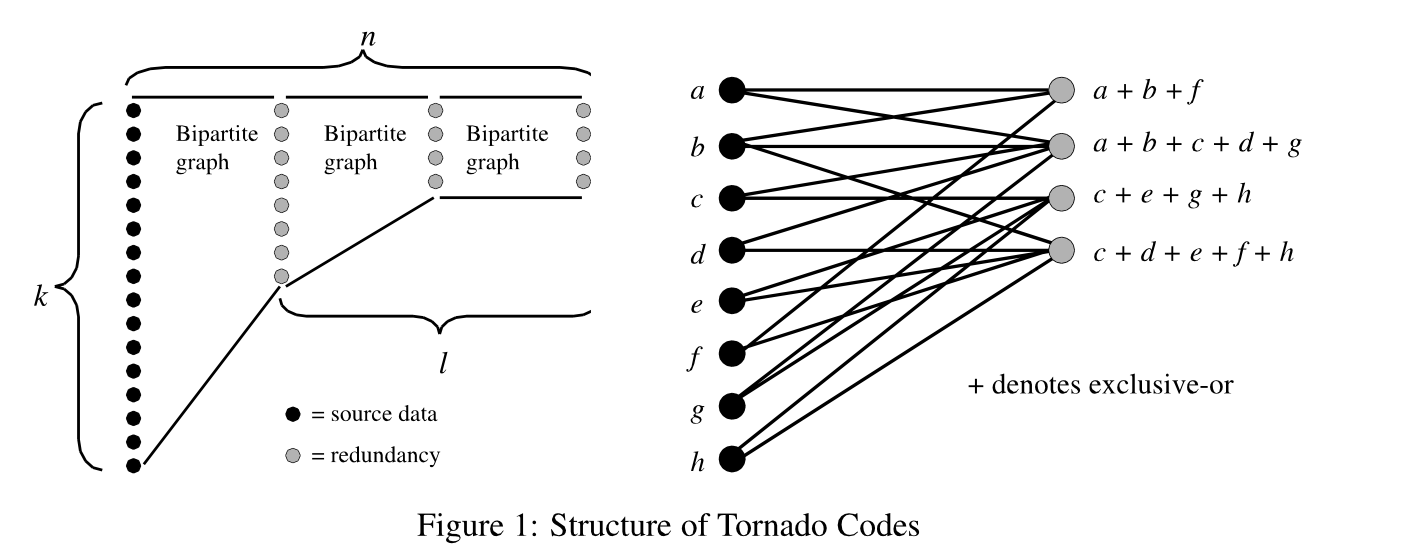 n
k
Bipartite
graph
Bipartite
graph
Bipartite
graph
l
= source data
= redundancy
a
b
c
d
e
f
g
h
a + b + f
a + b + c + d + g
c + e + g + h
c + d + e + f + h
+ denotes exclusive-or
Figure 1: Structure of Tornado Codes